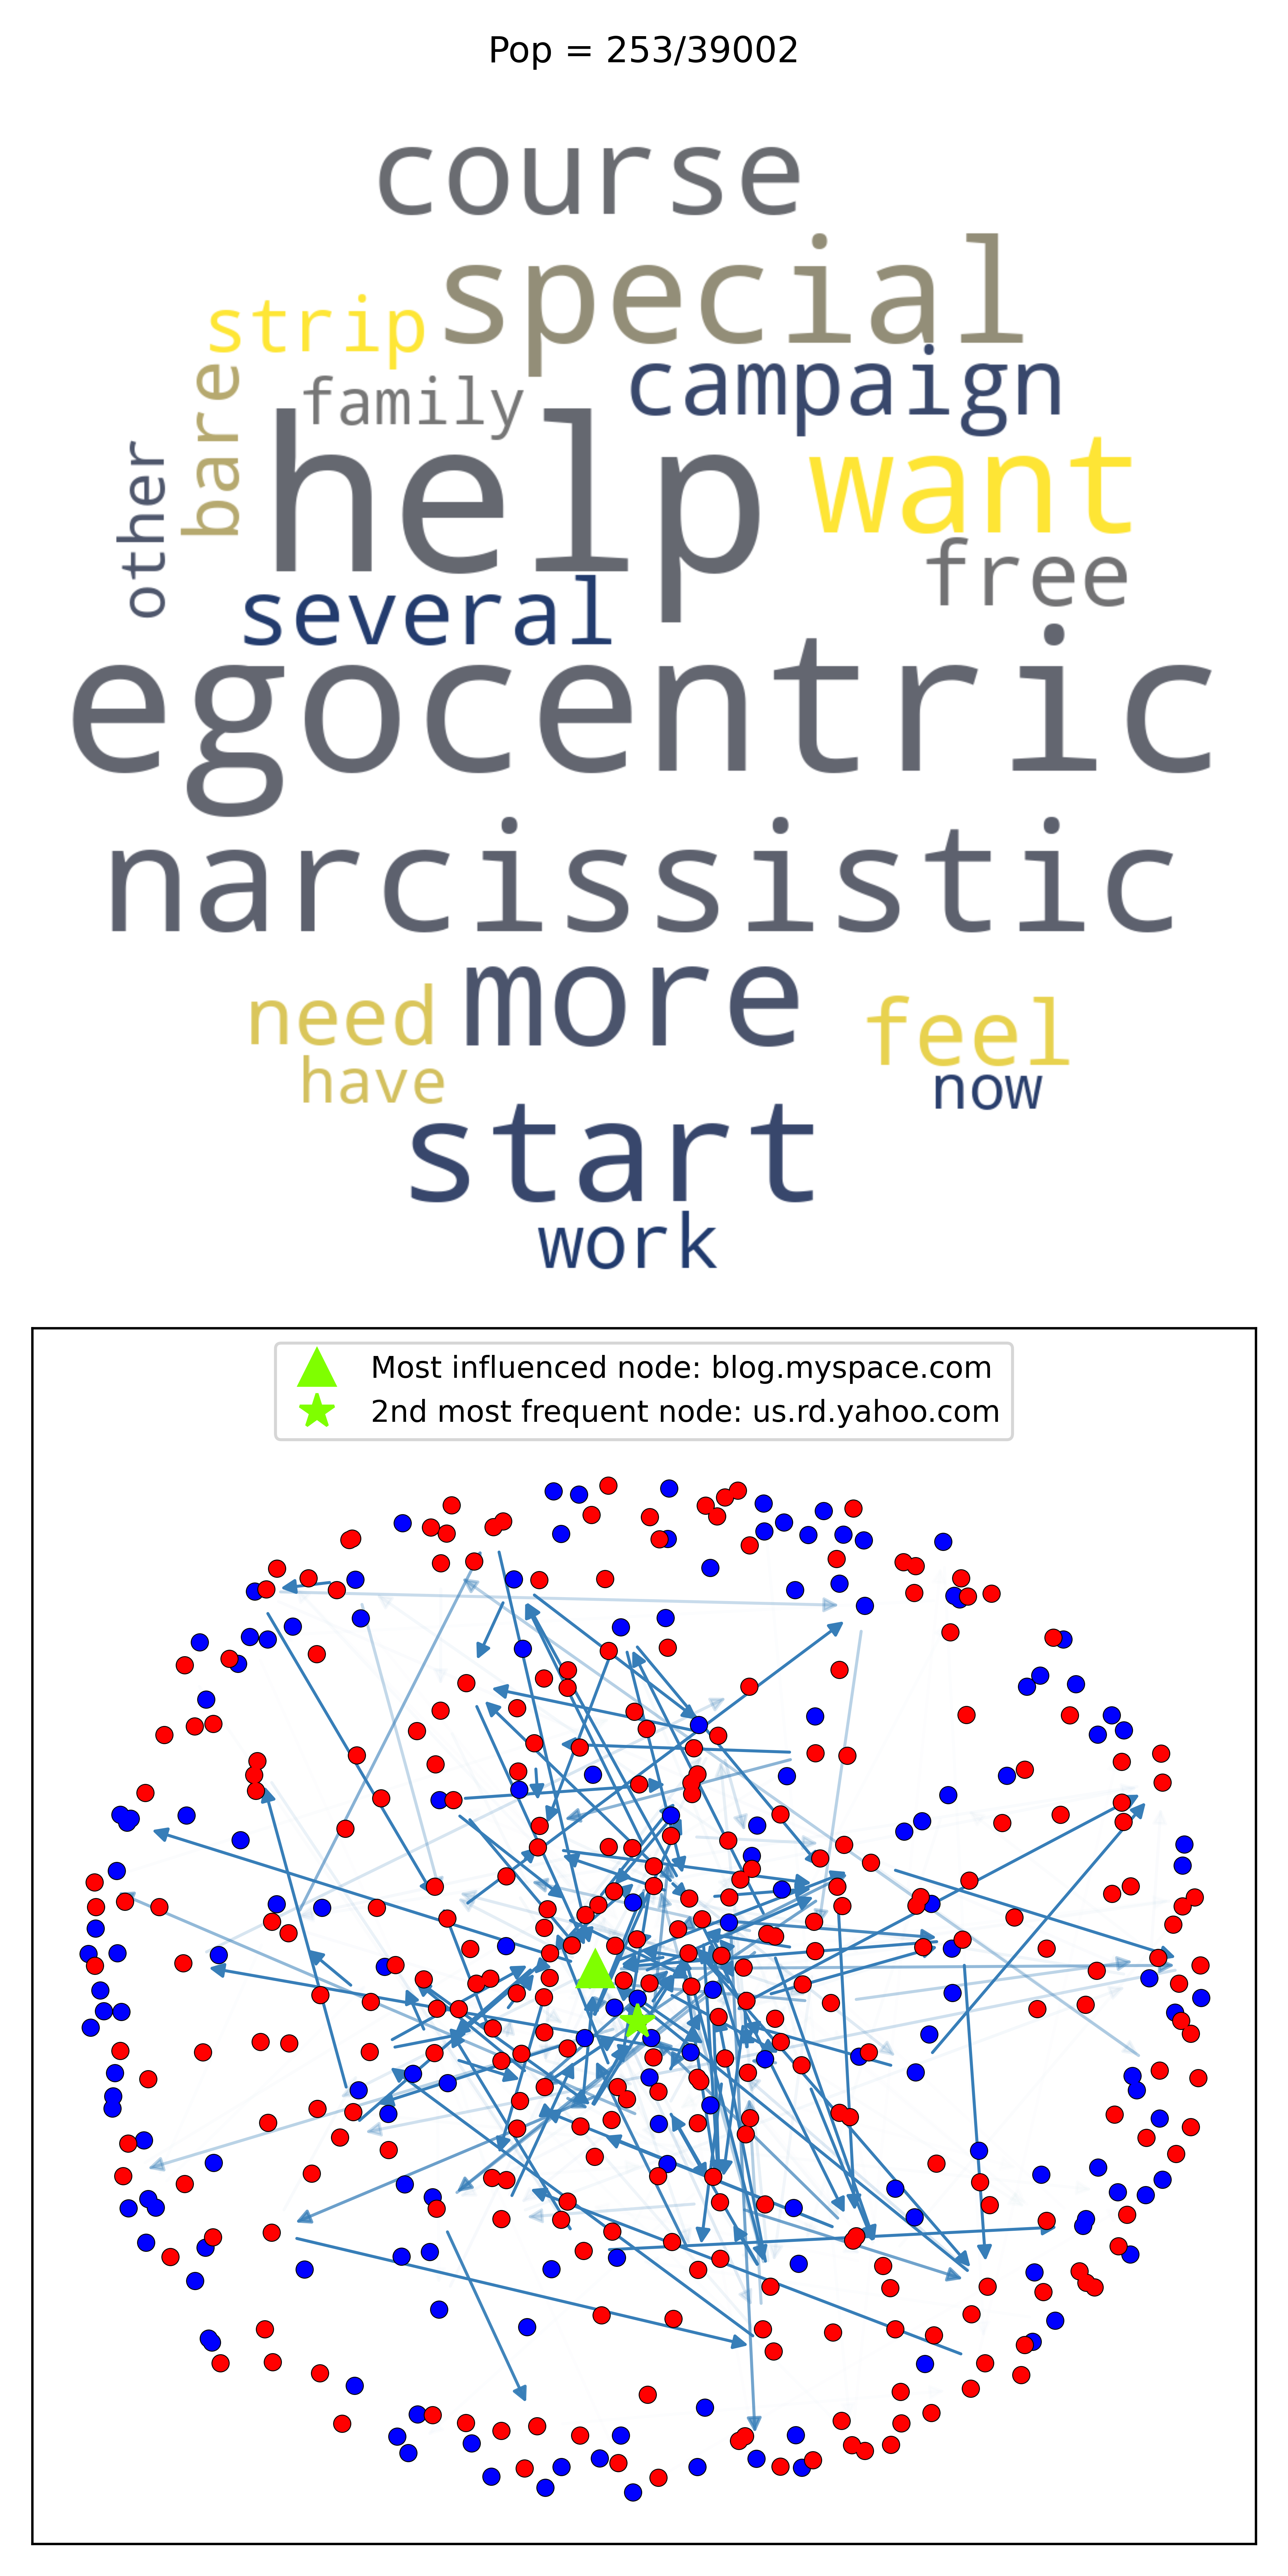 Pop = 253/39002
course
special
strip
campaign
family
bare
help
want
other
free
several
egocentric
narcissistic
more
need
feel
have
now
start
work
Most influenced node: blog.myspace.com
2nd most frequent node: us.rd.yahoo.com